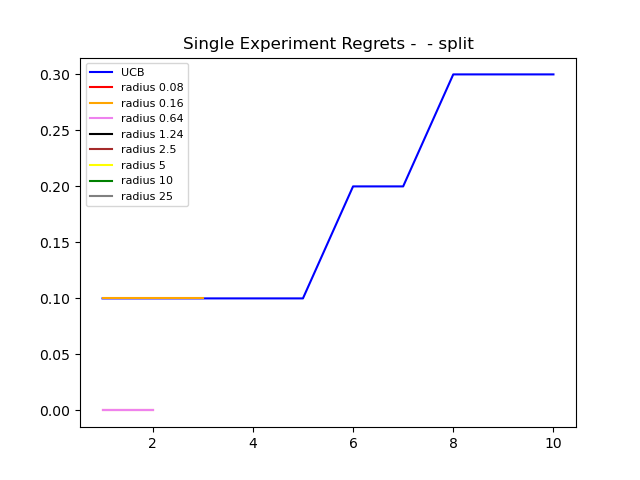 Single Experiment Regrets -  - split
UCB
radius 0.08
radius 0.16
radius 0.64
radius 1.24
radius 2.5
radius 5
radius 10
radius 25
0.30
0.25
0.20
0.15
0.10
0.05
0.00
2 4 6 8 10